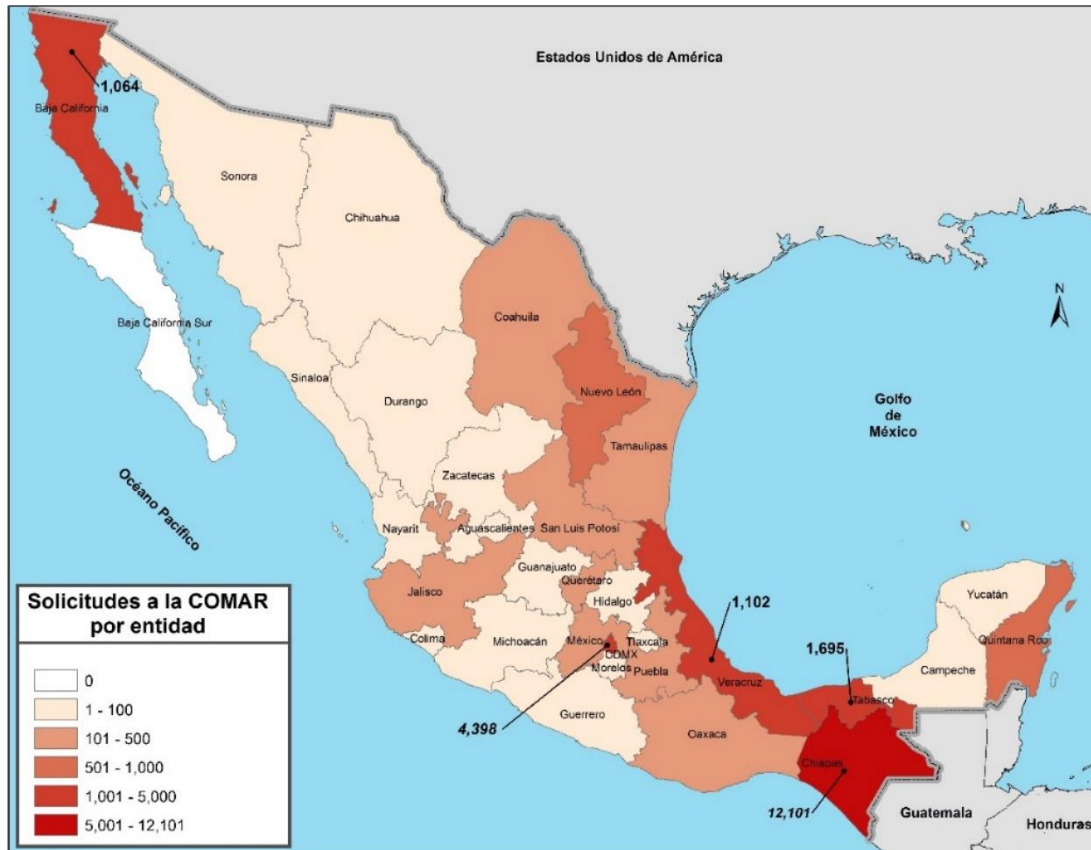 Estados Unidos de América
1,064
Baja California
Sonora
Chihuahua
Coahuila
N
Baja California Sur
Sinaloa
Durango
Nuevo León
Golfo
de
México
Tamaulipas
Zacatecas
Océano Pacífico
Nayarit
Aguascalientes
San Luis Potosí
Guanajuato
Querétaro
Hidalgo
Jalisco
Yucatán
1,102
Colima
Michoacán
México
Tlaxcala
CDMX
Morelos
Puebla
Veracruz
1,695
Quintana Roo
Campeche
Tabasco
4,398
Guerrero
Oaxaca
Chiapas
12,101
Guatemala
Honduras
Solicitudes a la COMAR
por entidad
0
1 - 100
101 - 500
501 - 1,000
1,001 - 5,000
5,001 - 12,101